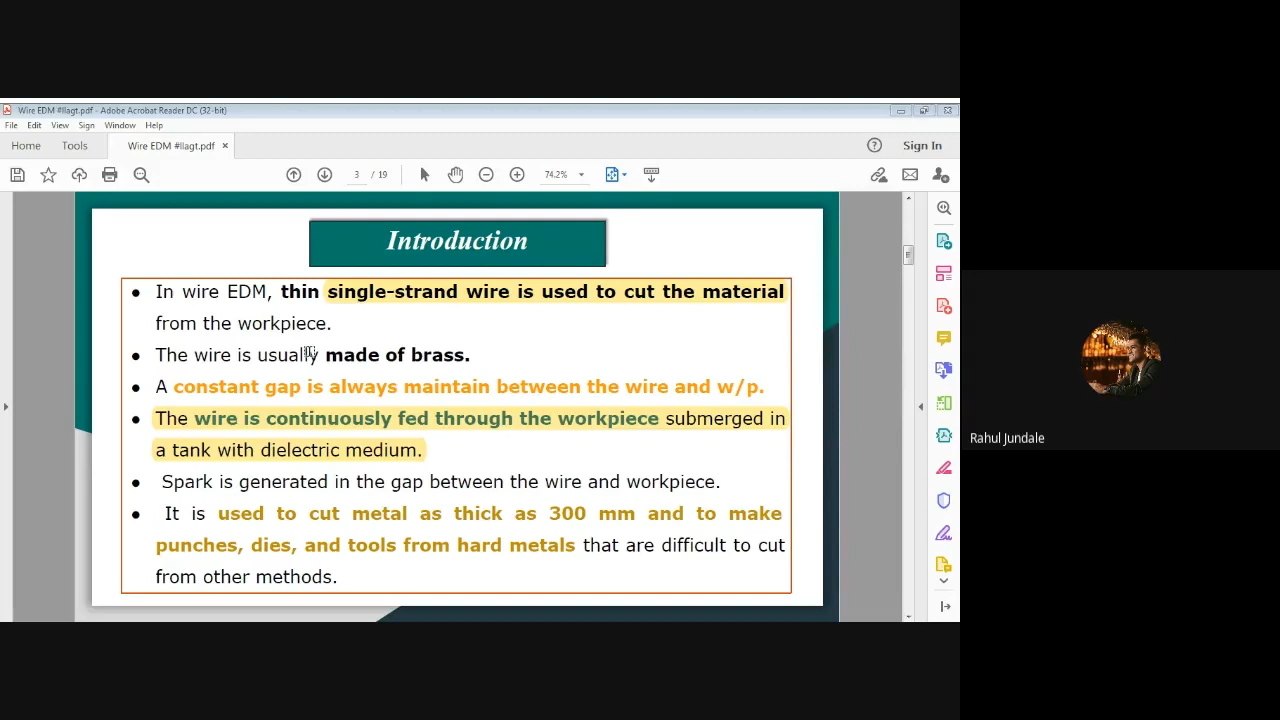 Wire EDM #llagt.pdf - Adobe Acrobat Reader DC (32-bit)
File Edit View Sign Window Help
Home Tools Wire EDM #llagt.pdf × Sign In
3 / 19 74.2%
Introduction
• In wire EDM, thin single-strand wire is used to cut the material
from the workpiece.
• The wire is usually made of brass.
• A constant gap is always maintain between the wire and w/p.
• The wire is continuously fed through the workpiece submerged in
a tank with dielectric medium.
• Spark is generated in the gap between the wire and workpiece.
• It is used to cut metal as thick as 300 mm and to make
punches, dies, and tools from hard metals that are difficult to cut
from other methods.
Rahul Jundale